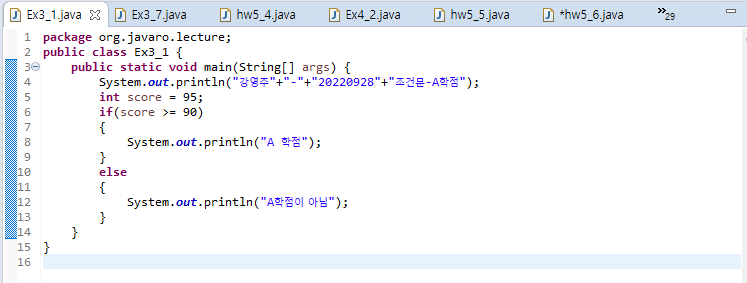 Ex3_1.java Ex3_7.java hw5_4.java Ex4_2.java hw5_5.java *hw5_6.java »29
1 package org.javaro.lecture;
2 public class Ex3_1 {
3 public static void main(String[] args) {
4 System.out.println("강영주"+"-"+"20220928"+"조건문-A학점");
5 int score = 95;
6 if(score >= 90)
7 {
8 System.out.println("A 학점");
9 }
10 else
11 {
12 System.out.println("A학점이 아님");
13 }
14 }
15 }
16